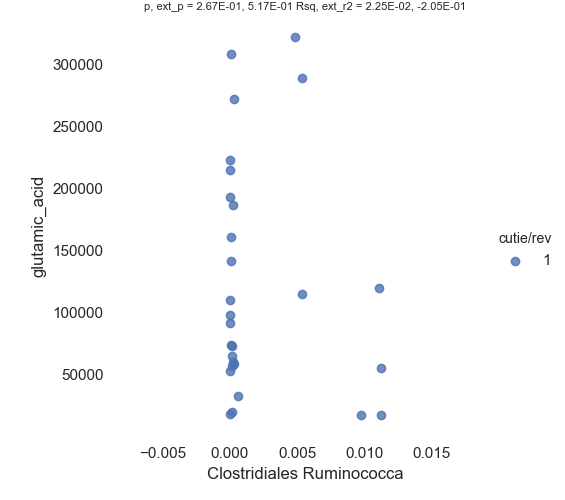 p, ext_p = 2.67E-01, 5.17E-01 Rsq, ext_r2 = 2.25E-02, -2.05E-01
300000
250000
200000
150000
100000
50000
glutamic_acid
cutie/rev
1
−0.005 0.000 0.005 0.010 0.015
Clostridiales Ruminococca